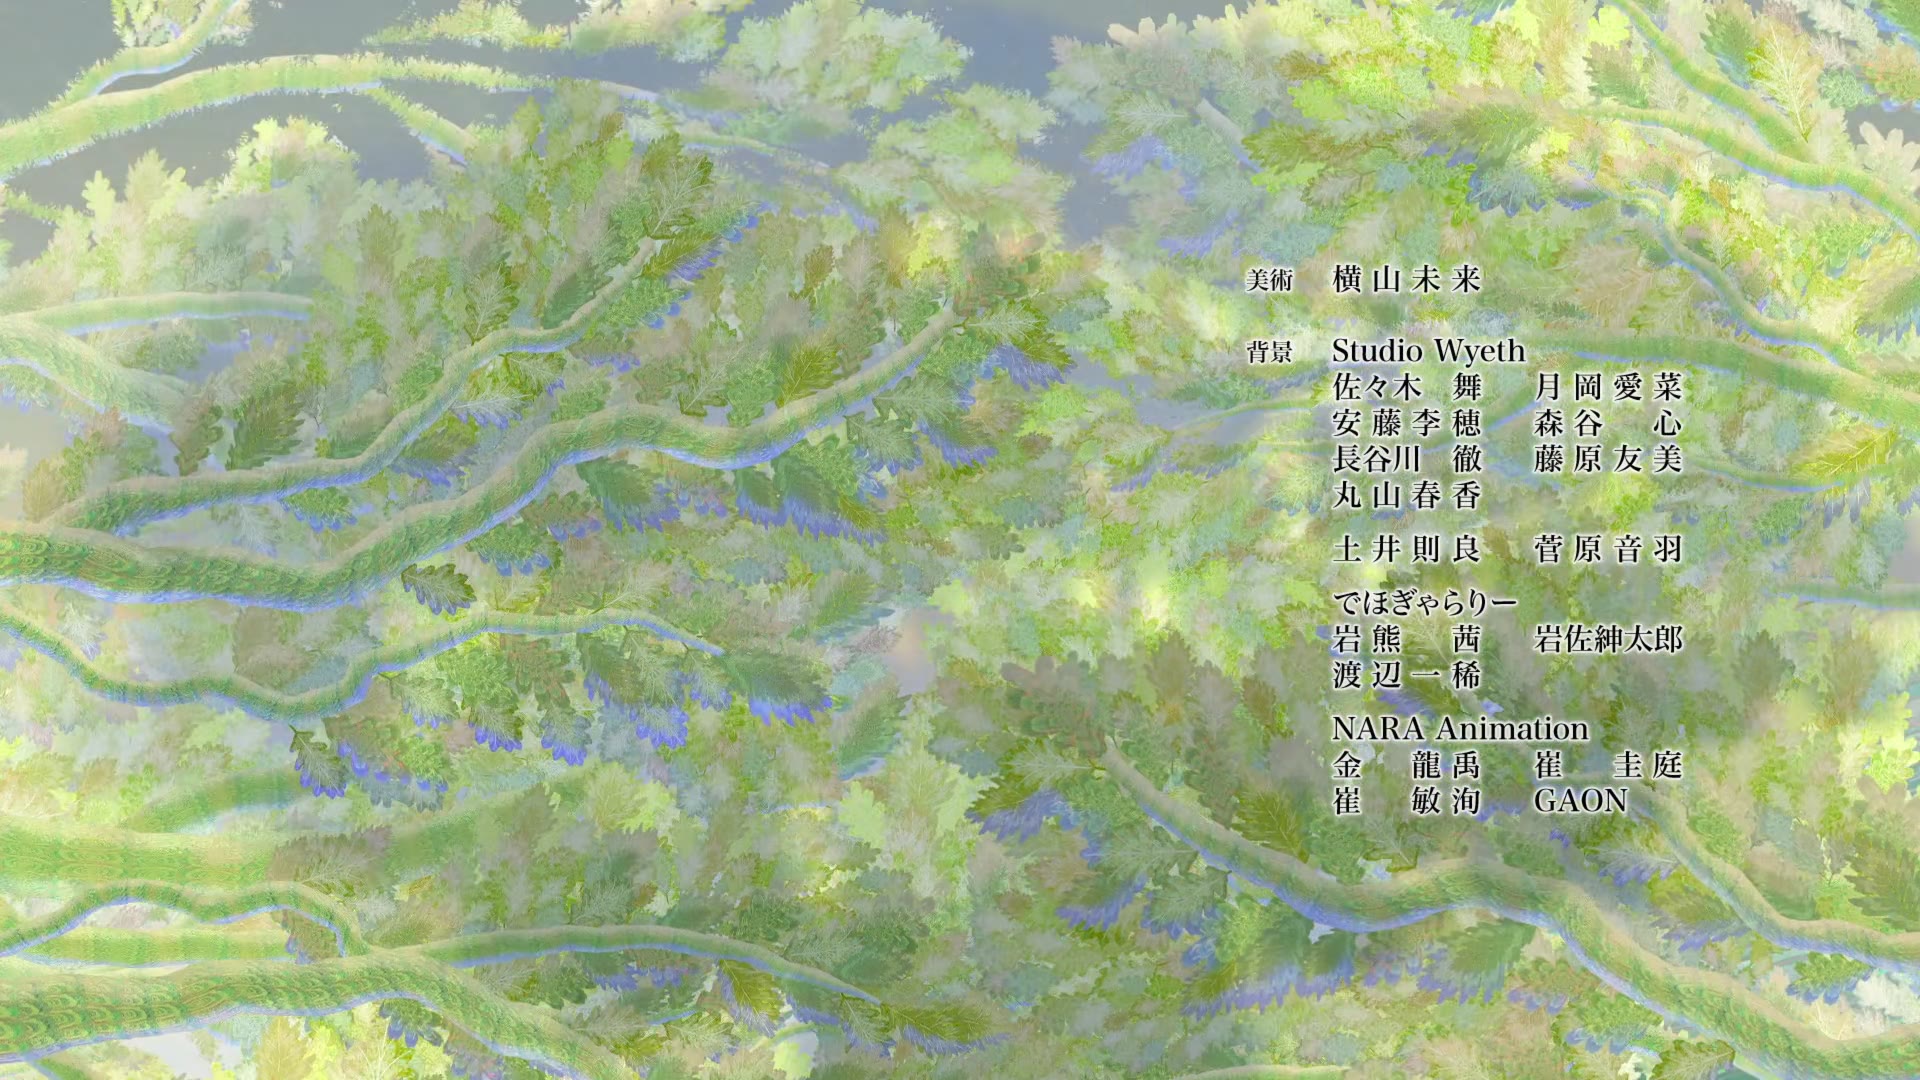 美術 横山未来
背景 Studio Wyeth
佐々木 舞 月岡愛菜
安藤李穂 森谷 心
長谷川 徹 藤原友美
丸山春香
土井則良 菅原音羽
でほぎゃらりー
岩熊 茜 岩佐紳太郎
渡辺一稀
NARA Animation
金 龍禹 崔 圭庭
崔 敏洵 GAON